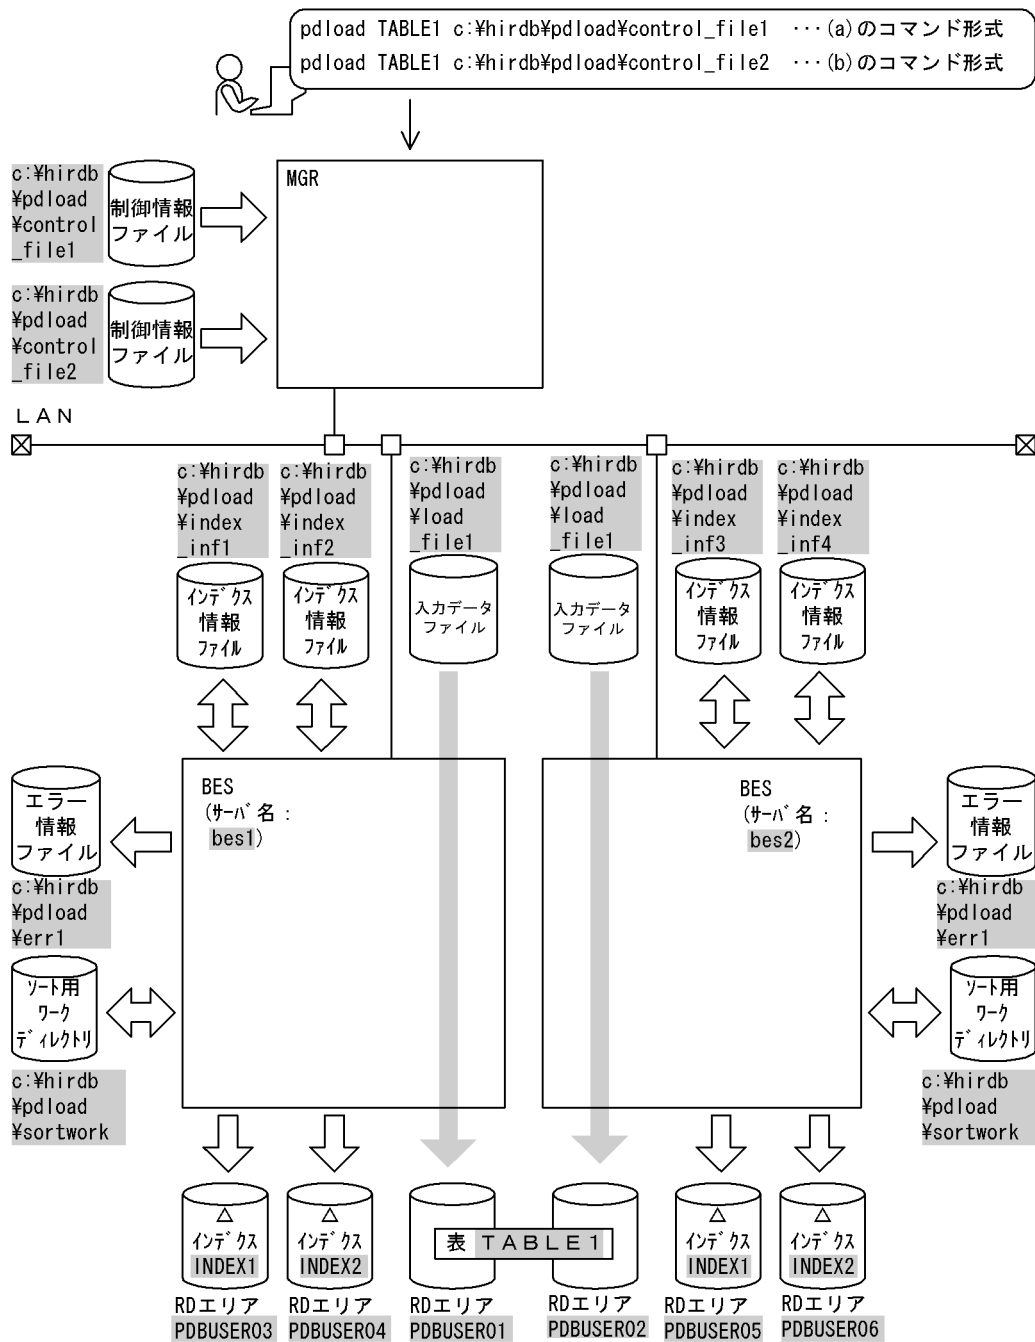 pdload TABLE1 c:¥hirdb¥pdload¥control_file1 ･･･(a)のコマンド形式
pdload TABLE1 c:¥hirdb¥pdload¥control_file2 ･･･(b)のコマンド形式
MGR
c:¥hirdb
¥pdload
¥control
_file1
制御情報
ファイル
c:¥hirdb
¥pdload
¥control
_file2
制御情報
ファイル
ＬＡＮ
c:¥hirdb
¥pdload
¥index
_inf1
c:¥hirdb
¥pdload
¥index
_inf2
c:¥hirdb
¥pdload
¥load
_file1
c:¥hirdb
¥pdload
¥load
_file1
c:¥hirdb
¥pdload
¥index
_inf3
c:¥hirdb
¥pdload
¥index
_inf4
ｲﾝﾃﾞｸｽ
情報
ﾌｧｲﾙ
ｲﾝﾃﾞｸｽ
情報
ﾌｧｲﾙ
入力データ
ファイル
入力データ
ファイル
ｲﾝﾃﾞｸｽ
情報
ﾌｧｲﾙ
ｲﾝﾃﾞｸｽ
情報
ﾌｧｲﾙ
BES
(ｻｰﾊﾞ名：
bes1)
BES
(ｻｰﾊﾞ名：
bes2)
エラー
情報
ファイル
c:¥hirdb
¥pdload
¥err1
エラー
情報
ファイル
c:¥hirdb
¥pdload
¥err1
ｿｰﾄ用
ﾜｰｸ
ﾃﾞｨﾚｸﾄﾘ
c:¥hirdb
¥pdload
¥sortwork
ｿｰﾄ用
ﾜｰｸ
ﾃﾞｨﾚｸﾄﾘ
c:¥hirdb
¥pdload
¥sortwork
ｲﾝﾃﾞｸｽ
INDEX1
ｲﾝﾃﾞｸｽ
INDEX2
表 ＴＡＢＬＥ１
ｲﾝﾃﾞｸｽ
INDEX1
ｲﾝﾃﾞｸｽ
INDEX2
RDエリア
PDBUSER03
RDエリア
PDBUSER04
RDエリア
PDBUSER01
RDエリア
PDBUSER02
RDエリア
PDBUSER05
RDエリア
PDBUSER06